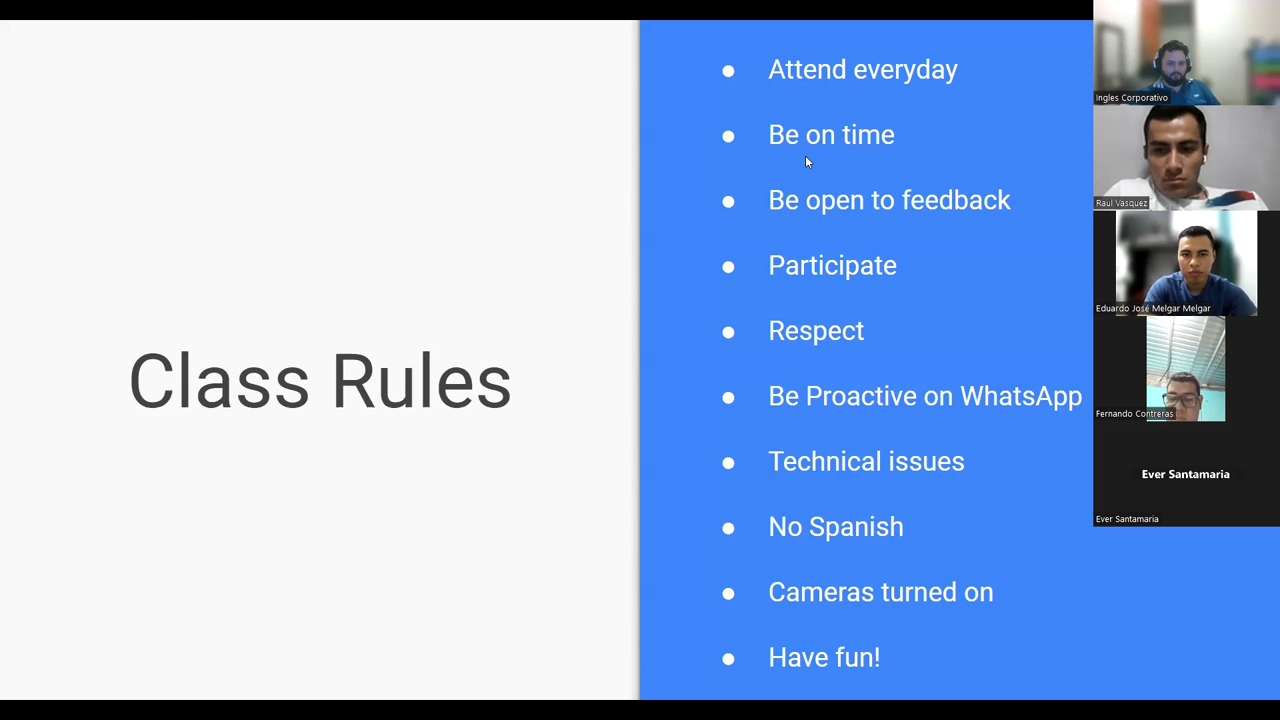 Class Rules
Attend everyday
Be on time
Be open to feedback
Participate
Respect
Be Proactive on WhatsApp
Technical issues
No Spanish
Cameras turned on
Have fun!
Ingles Corporativo
Raul Vasquez
Eduardo José Melgar Melgar
Fernando Contreras
Ever Santamaria
Ever Santamaria